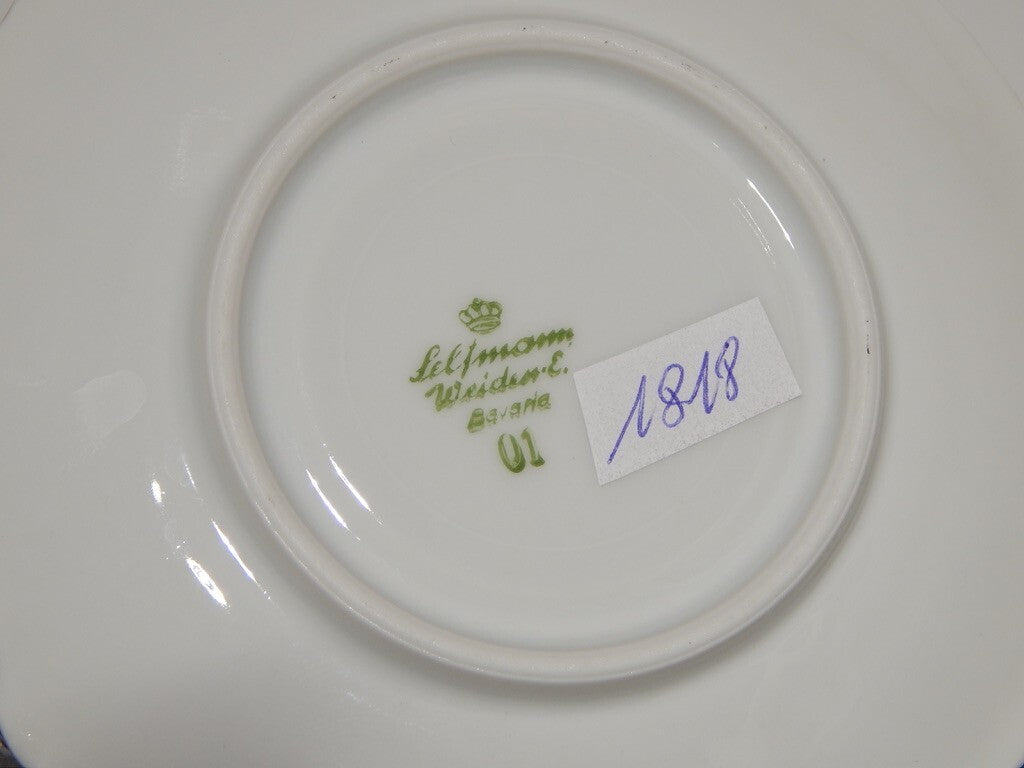 Seltmann
Weiden-E.
Bavaria
01
1818